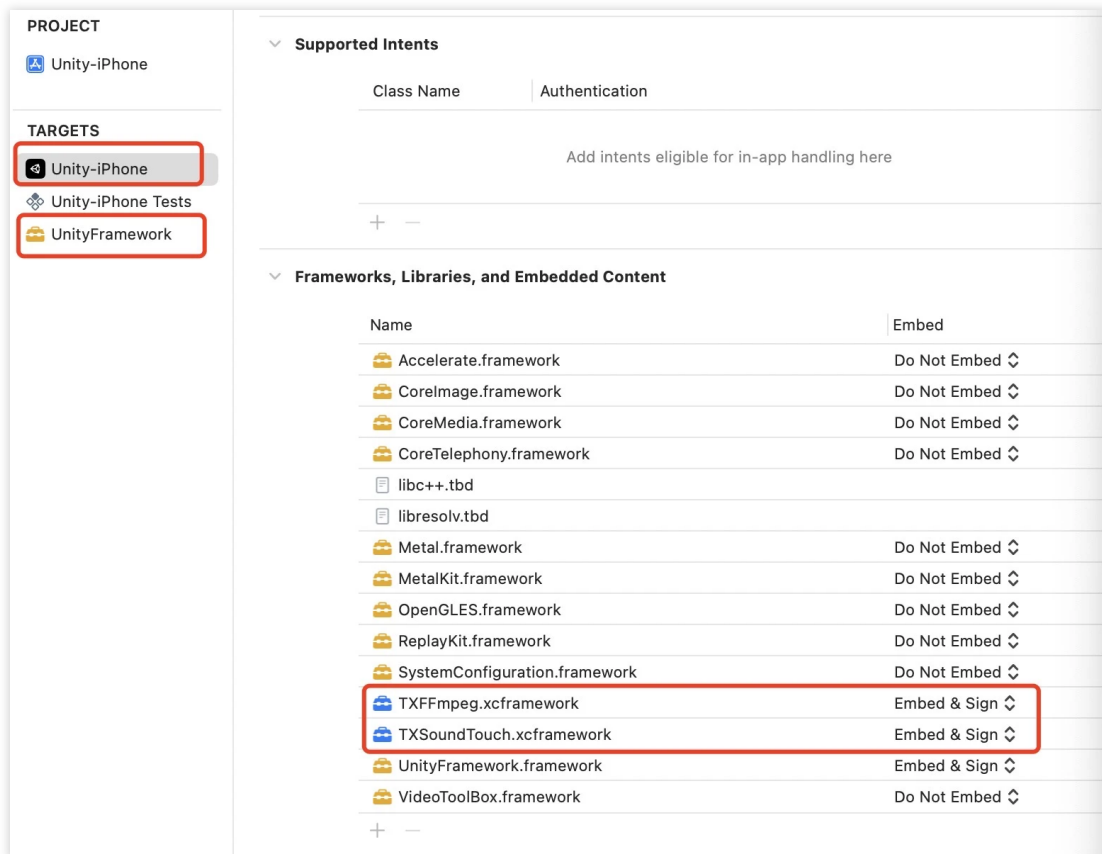 PROJECT
Unity-iPhone
TARGETS
Unity-iPhone
Unity-iPhone Tests
UnityFramework
Supported Intents
Class Name Authentication
Add intents eligible for in-app handling here
Frameworks, Libraries, and Embedded Content
Name Embed
Accelerate.framework Do Not Embed
CoreImage.framework Do Not Embed
CoreMedia.framework Do Not Embed
CoreTelephony.framework Do Not Embed
libc++.tbd
libresolv.tbd
Metal.framework Do Not Embed
MetalKit.framework Do Not Embed
OpenGLES.framework Do Not Embed
ReplayKit.framework Do Not Embed
SystemConfiguration.framework Do Not Embed
TXFFmpeg.xcframework Embed & Sign
TXSoundTouch.xcframework Embed & Sign
UnityFramework.framework Embed & Sign
VideoToolBox.framework Do Not Embed